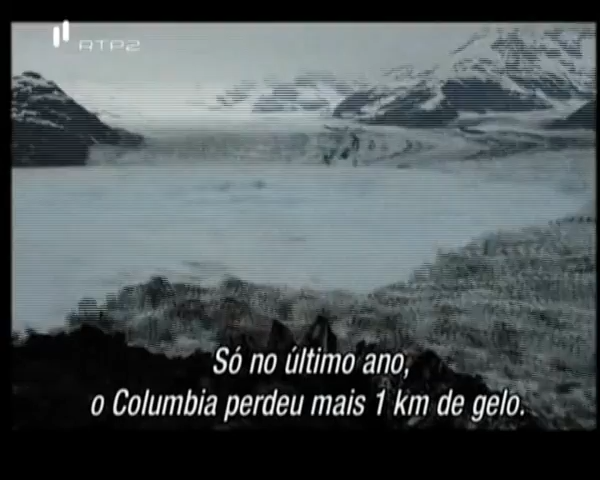 RTP2
Só no último ano,
o Columbia perdeu mais 1 km de gelo.